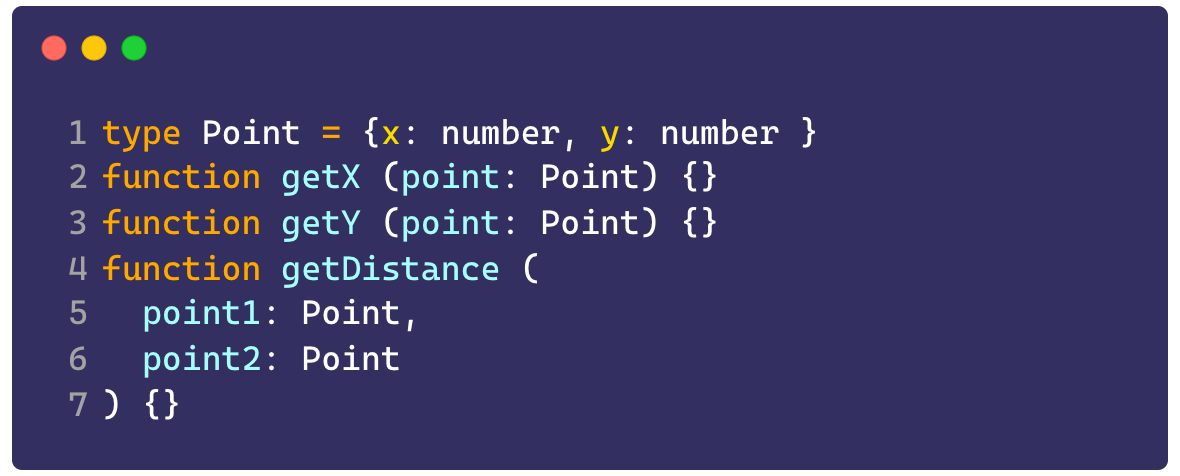 1 type Point = {x: number, y: number }
2 function getX (point: Point) {}
3 function getY (point: Point) {}
4 function getDistance (
5   point1: Point,
6   point2: Point
7 ) {}